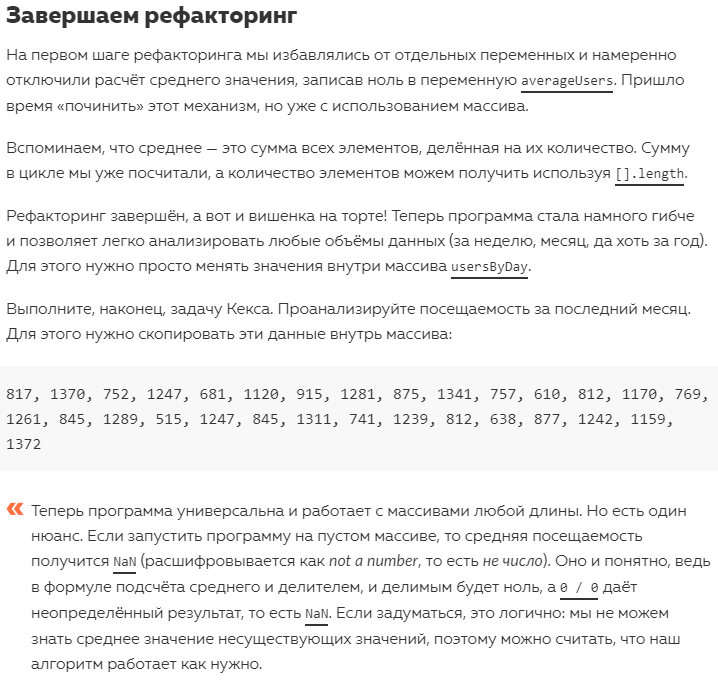 Завершаем рефакторинг
На первом шаге рефакторинга мы избавлялись от отдельных переменных и намеренно
отключили расчёт среднего значения, записав ноль в переменную averageUsers. Пришло
время «починить» этот механизм, но уже с использованием массива.
Вспоминаем, что среднее — это сумма всех элементов, делённая на их количество. Сумму
в цикле мы уже посчитали, а количество элементов можем получить используя [].length.
Рефакторинг завершён, а вот и вишенка на торте! Теперь программа стала намного гибче
и позволяет легко анализировать любые объёмы данных (за неделю, месяц, да хоть за год).
Для этого нужно просто менять значения внутри массива usersByDay.
Выполните, наконец, задачу Кекса. Проанализируйте посещаемость за последний месяц.
Для этого нужно скопировать эти данные внутрь массива:
817, 1370, 752, 1247, 681, 1120, 915, 1281, 875, 1341, 757, 610, 812, 1170, 769,
1261, 845, 1289, 515, 1247, 845, 1311, 741, 1239, 812, 638, 877, 1242, 1159,
1372
« Теперь программа универсальна и работает с массивами любой длины. Но есть один
нюанс. Если запустить программу на пустом массиве, то средняя посещаемость
получится NaN (расшифровывается как not a number, то есть не число). Оно и понятно, ведь
в формуле подсчёта среднего и делителем, и делимым будет ноль, а 0 / 0 даёт
неопределённый результат, то есть NaN. Если задуматься, это логично: мы не можем
знать среднее значение несуществующих значений, поэтому можно считать, что наш
алгоритм работает как нужно.